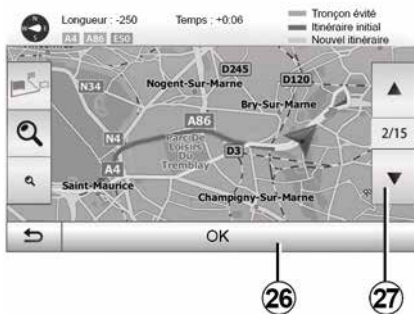 Longueur : -250 Temps : +0:06
Tronçon évité
Itinéraire initial
Nouvel itinéraire
A4 A86 E50
D245
N34
D120
Nogent-Sur-Marne
Bry-Sur-Marne
A86
N4
Parc De
Loisirs
Du
Tremblay
D3
2/15
A4
Saint-Maurice
Champigny-Sur-Marne
OK
26
27